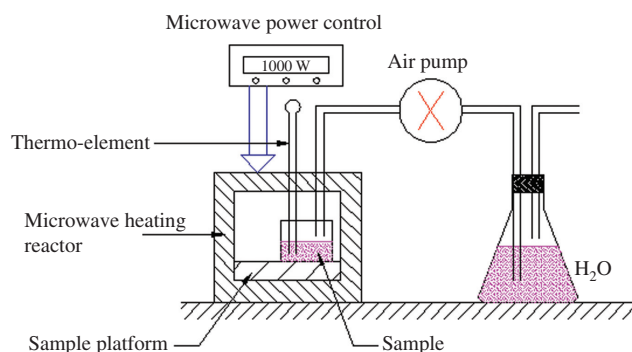 Microwave power control
1000 W
Air pump
Thermo-element
Microwave heating
reactor
H₂O
Sample platform
Sample